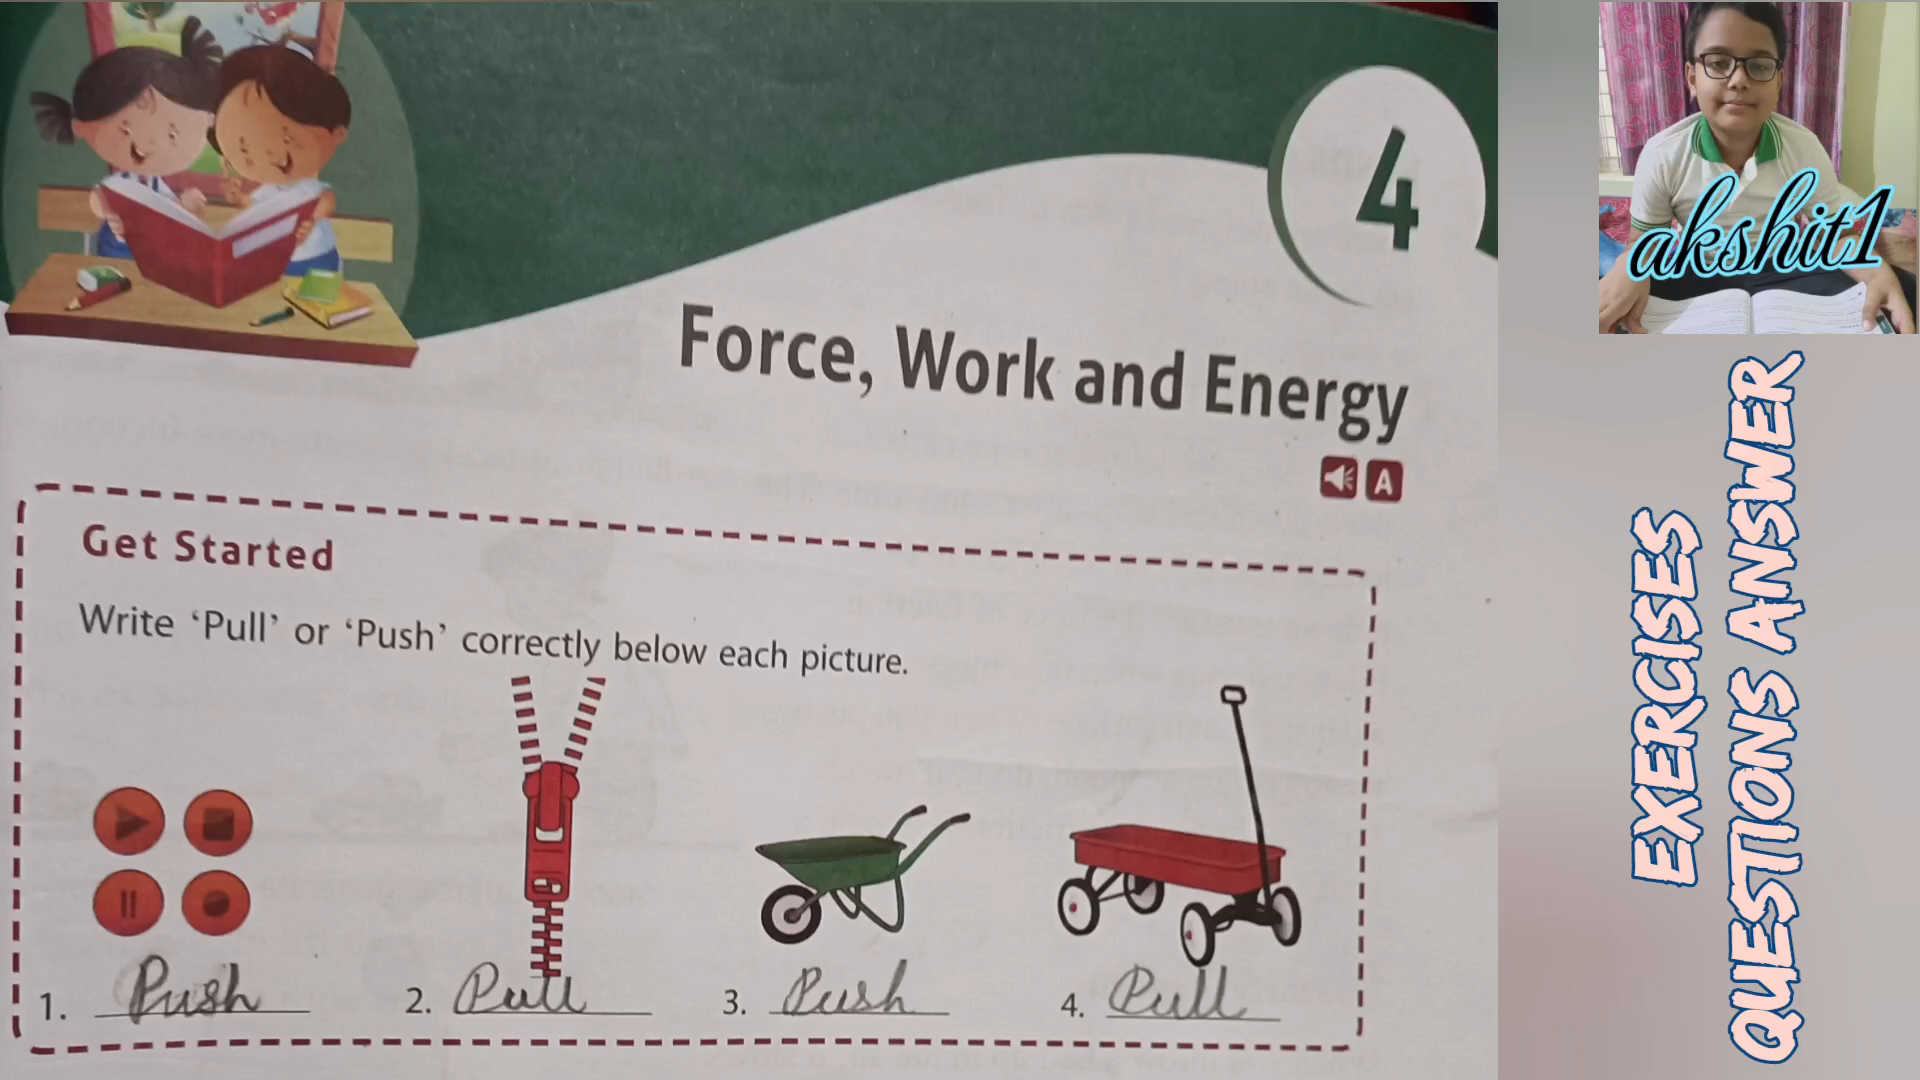 4
Force, Work and Energy
A
Get Started
Write ‘Pull’ or ‘Push’ correctly below each picture.
1. Push 2. Pull 3. Push 4. Pull
akshit1
EXERCISES
QUESTIONS ANSWER